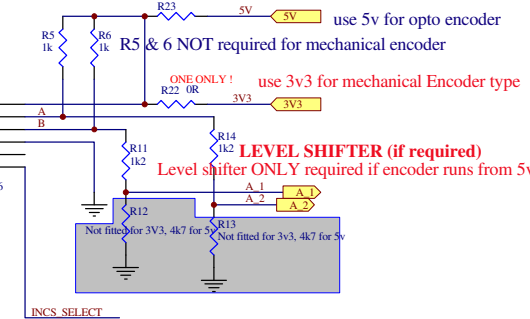 R23
5V
5V
use 5v for opto encoder
R5
1k
R6
1k
R5 & 6 NOT required for mechanical encoder
ONE ONLY !
use 3v3 for mechanical Encoder type
R22
0R
3V3
3V3
A
B
R11
1k2
R14
1k2
LEVEL SHIFTER (if required)
Level shifter ONLY required if encoder runs from 5v
A_1
A_1
A_2
A_2
R12
Not fitted for 3V3, 4k7 for 5v
R13
Not fitted for 3v3, 4k7 for 5v
INCS_SELECT